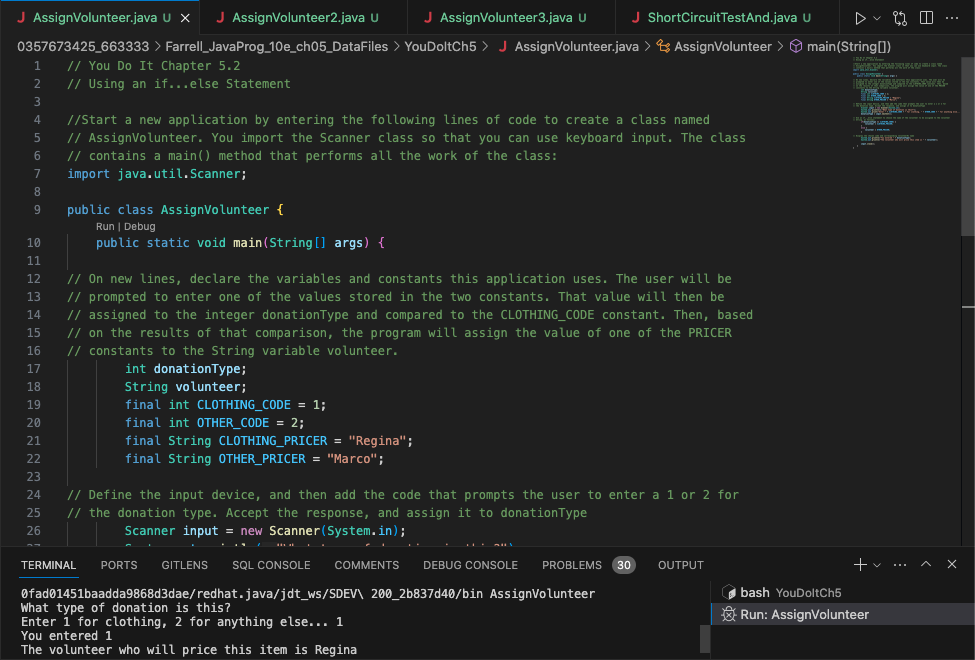 J AssignVolunteer.java U
J AssignVolunteer2.java U
J AssignVolunteer3.java U
J ShortCircuitTestAnd.java U
0357673425_663333 > Farrell_JavaProg_10e_ch05_DataFiles > YouDoItCh5 > J AssignVolunteer.java > AssignVolunteer > main(String[])
1 // You Do It Chapter 5.2
2 // Using an if...else Statement
3
4 //Start a new application by entering the following lines of code to create a class named
5 // AssignVolunteer. You import the Scanner class so that you can use keyboard input. The class
6 // contains a main() method that performs all the work of the class:
7 import java.util.Scanner;
8
9 public class AssignVolunteer {
Run | Debug
10 public static void main(String[] args) {
11
12 // On new lines, declare the variables and constants this application uses. The user will be
13 // prompted to enter one of the values stored in the two constants. That value will then be
14 // assigned to the integer donationType and compared to the CLOTHING_CODE constant. Then, based
15 // on the results of that comparison, the program will assign the value of one of the PRICER
16 // constants to the String variable volunteer.
17 int donationType;
18 String volunteer;
19 final int CLOTHING_CODE = 1;
20 final int OTHER_CODE = 2;
21 final String CLOTHING_PRICER = "Regina";
22 final String OTHER_PRICER = "Marco";
23
24 // Define the input device, and then add the code that prompts the user to enter a 1 or 2 for
25 // the donation type. Accept the response, and assign it to donationType
26 Scanner input = new Scanner(System.in);
TERMINAL PORTS GITLENS SQL CONSOLE COMMENTS DEBUG CONSOLE PROBLEMS 30 OUTPUT
0fad01451baadda9868d3dae/redhat.java/jdt_ws/SDEV\ 200_2b837d40/bin AssignVolunteer
What type of donation is this?
Enter 1 for clothing, 2 for anything else... 1
You entered 1
The volunteer who will price this item is Regina
bash YouDoItCh5
Run: AssignVolunteer